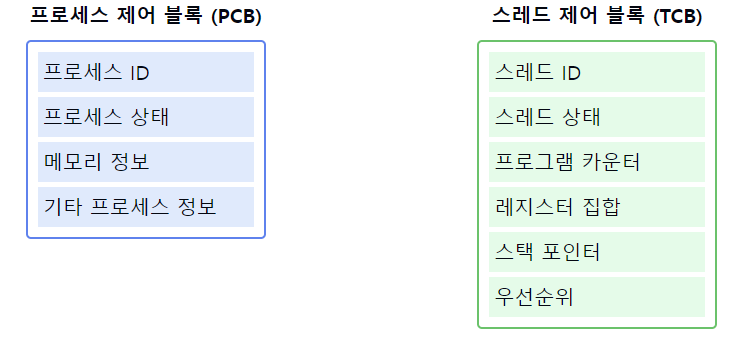 프로세스 제어 블록 (PCB)
프로세스 ID
프로세스 상태
메모리 정보
기타 프로세스 정보
스레드 제어 블록 (TCB)
스레드 ID
스레드 상태
프로그램 카운터
레지스터 집합
스택 포인터
우선순위